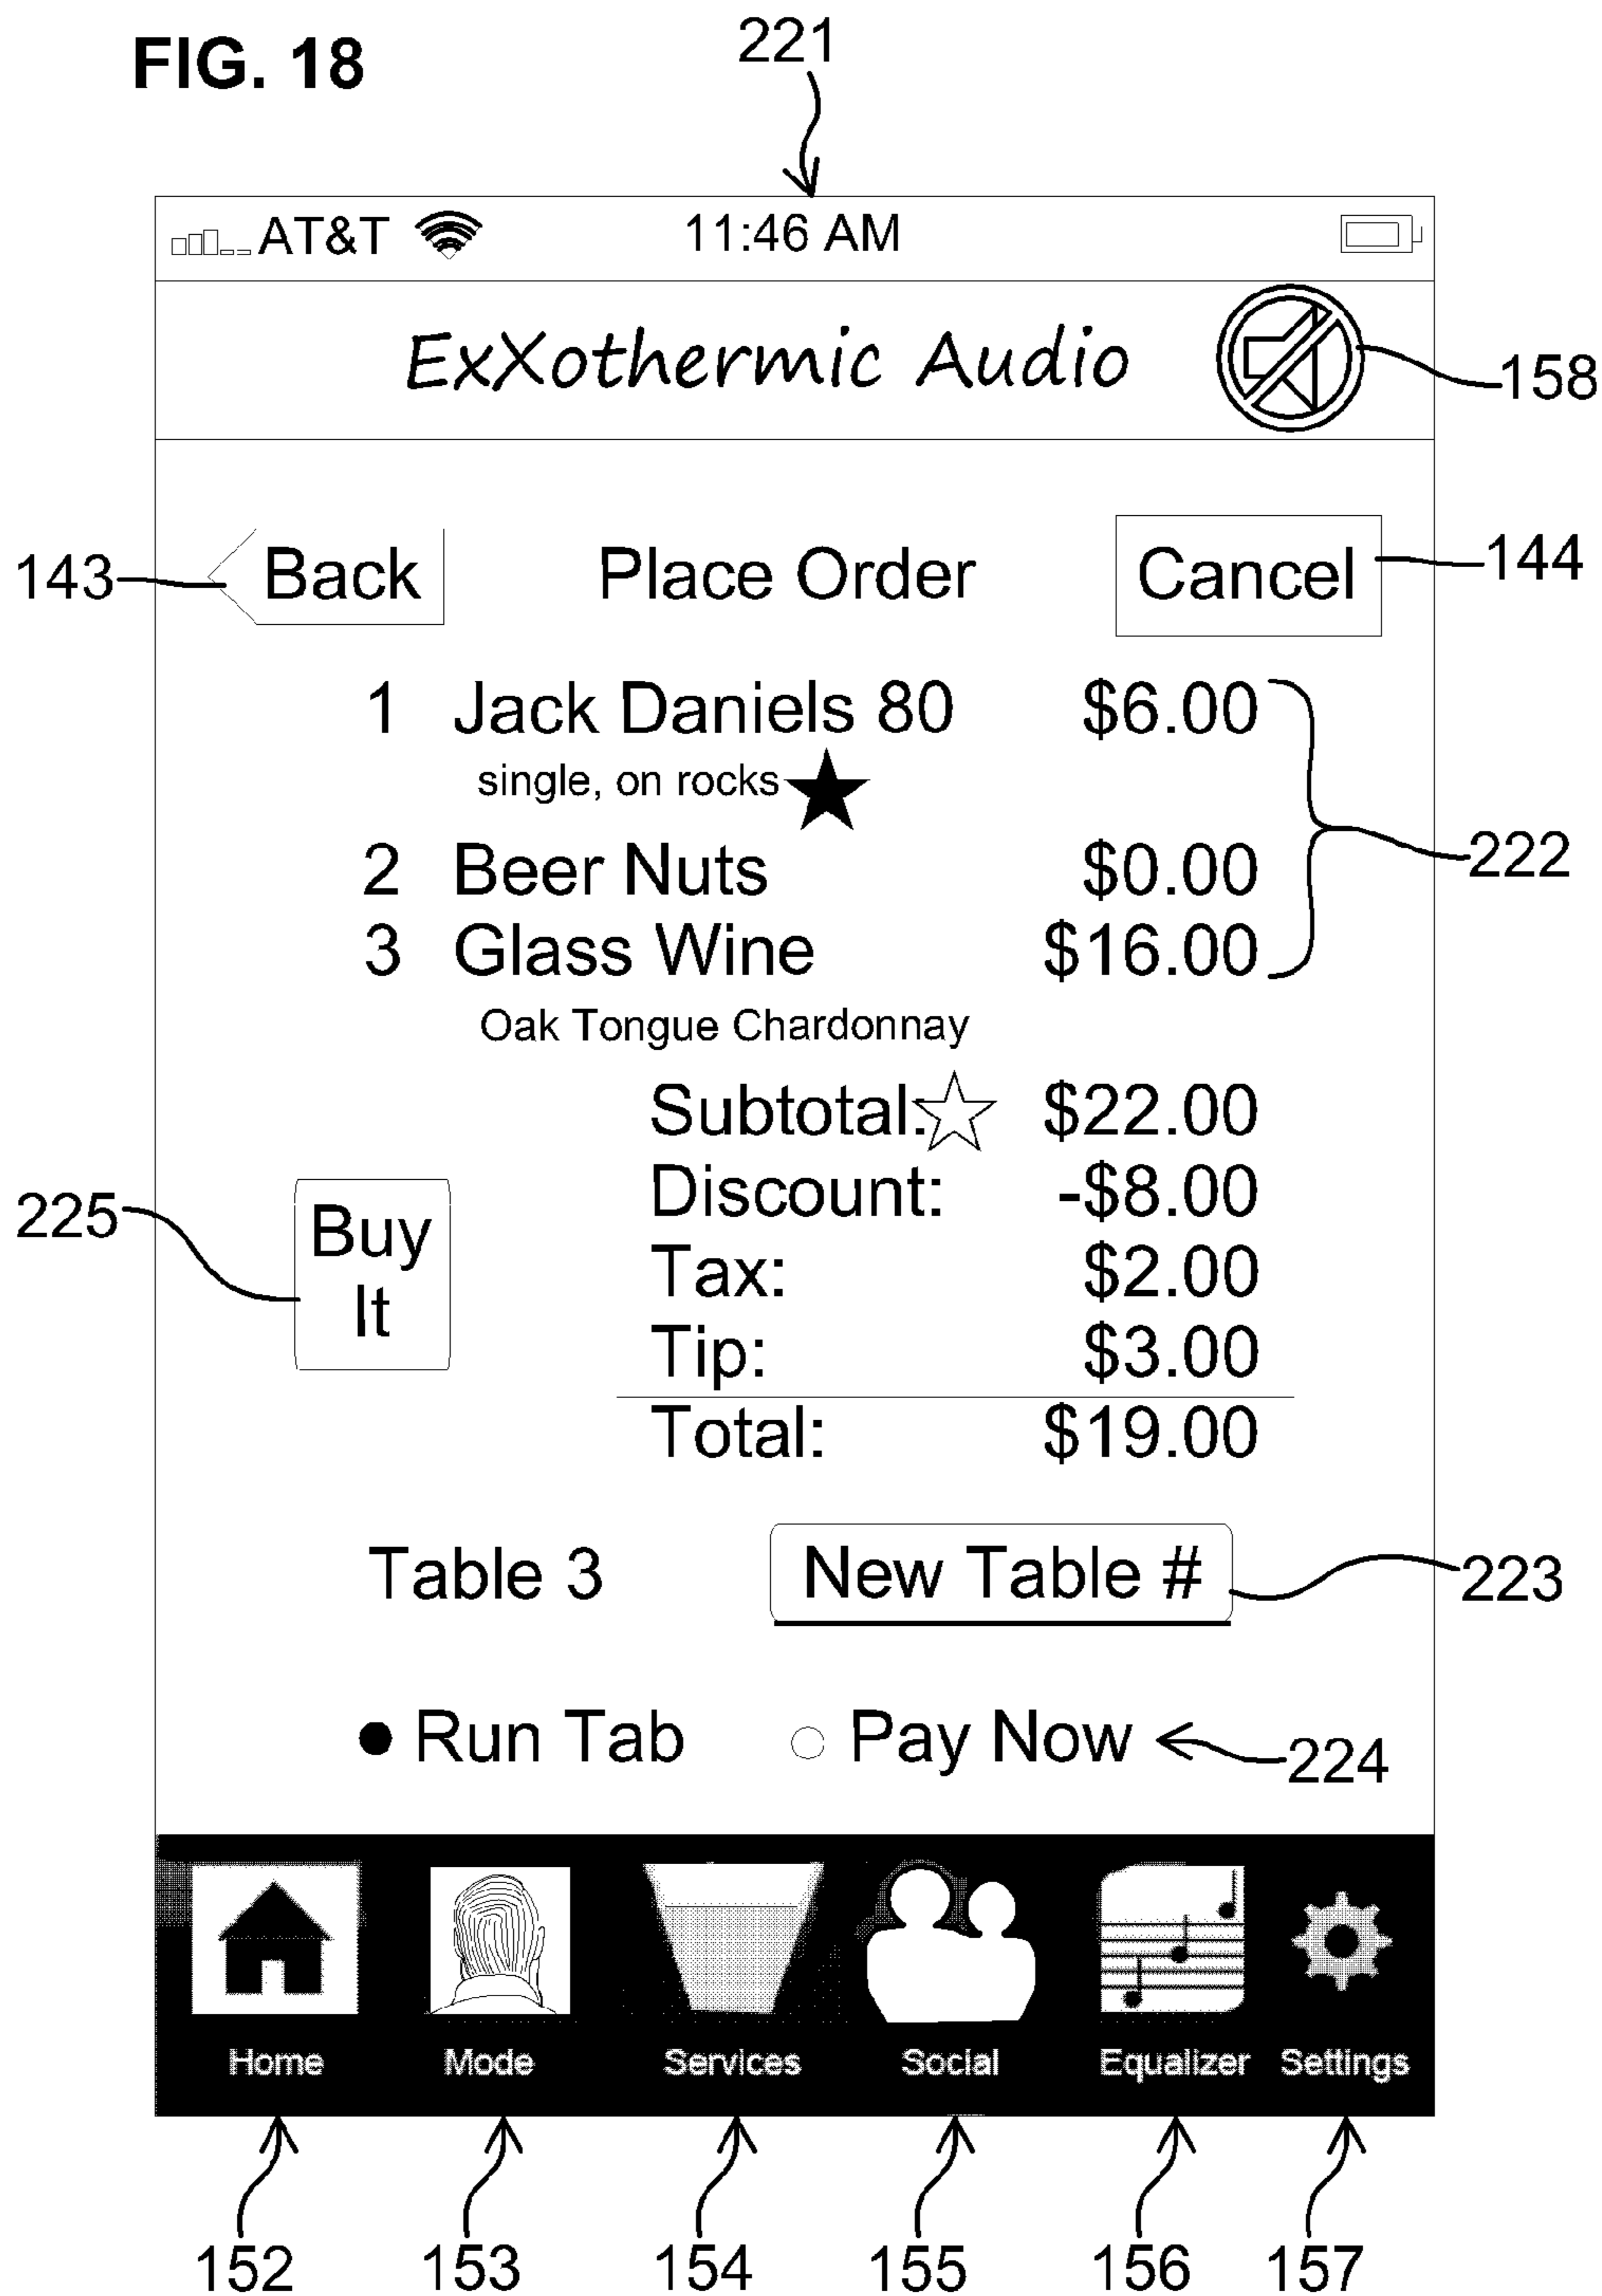 FIG. 18
221
AT&T 11:46 AM
ExXothermic Audio
158
143 Back Place Order Cancel 144
1 Jack Daniels 80 $6.00
single, on rocks
2 Beer Nuts $0.00
222
3 Glass Wine $16.00
Oak Tongue Chardonnay
Subtotal: $22.00
Discount: -$8.00
225 Buy It
Tax: $2.00
Tip: $3.00
Total: $19.00
Table 3 New Table # 223
Run Tab Pay Now 224
Home Mode Services Social Equalizer Settings
152 153 154 155 156 157